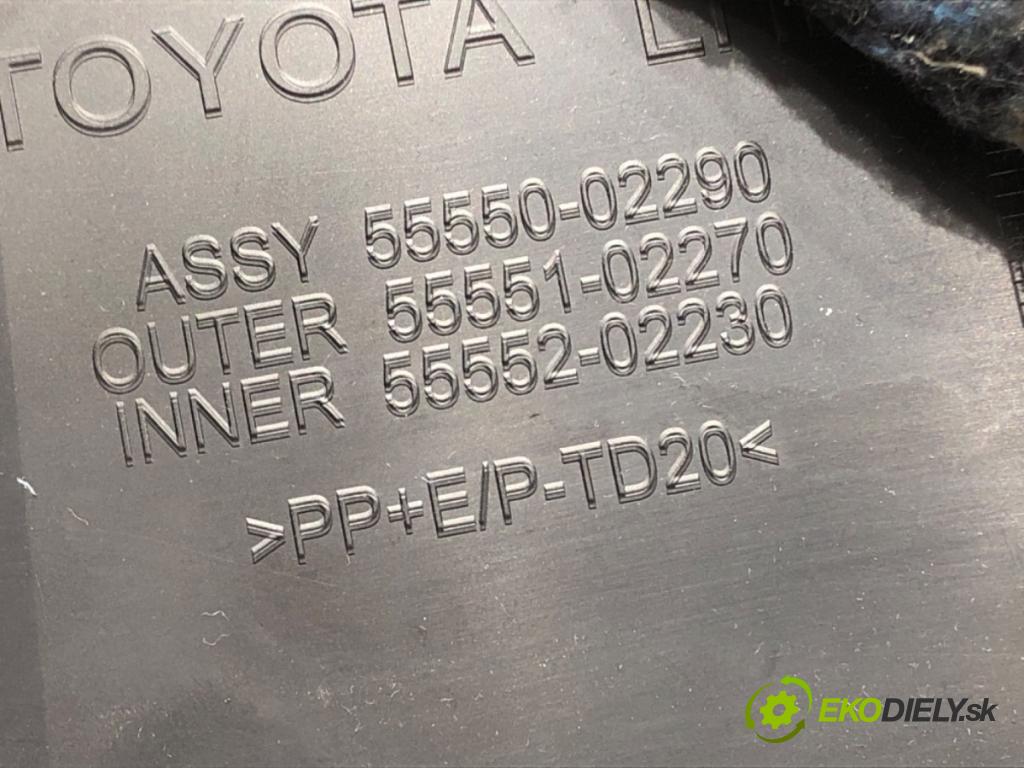 TOYOTA
ASSY 55550-02290
OUTER 55551-02270
INNER 55552-02230
>PP+E/P-TD20<
EKODIELY.sk